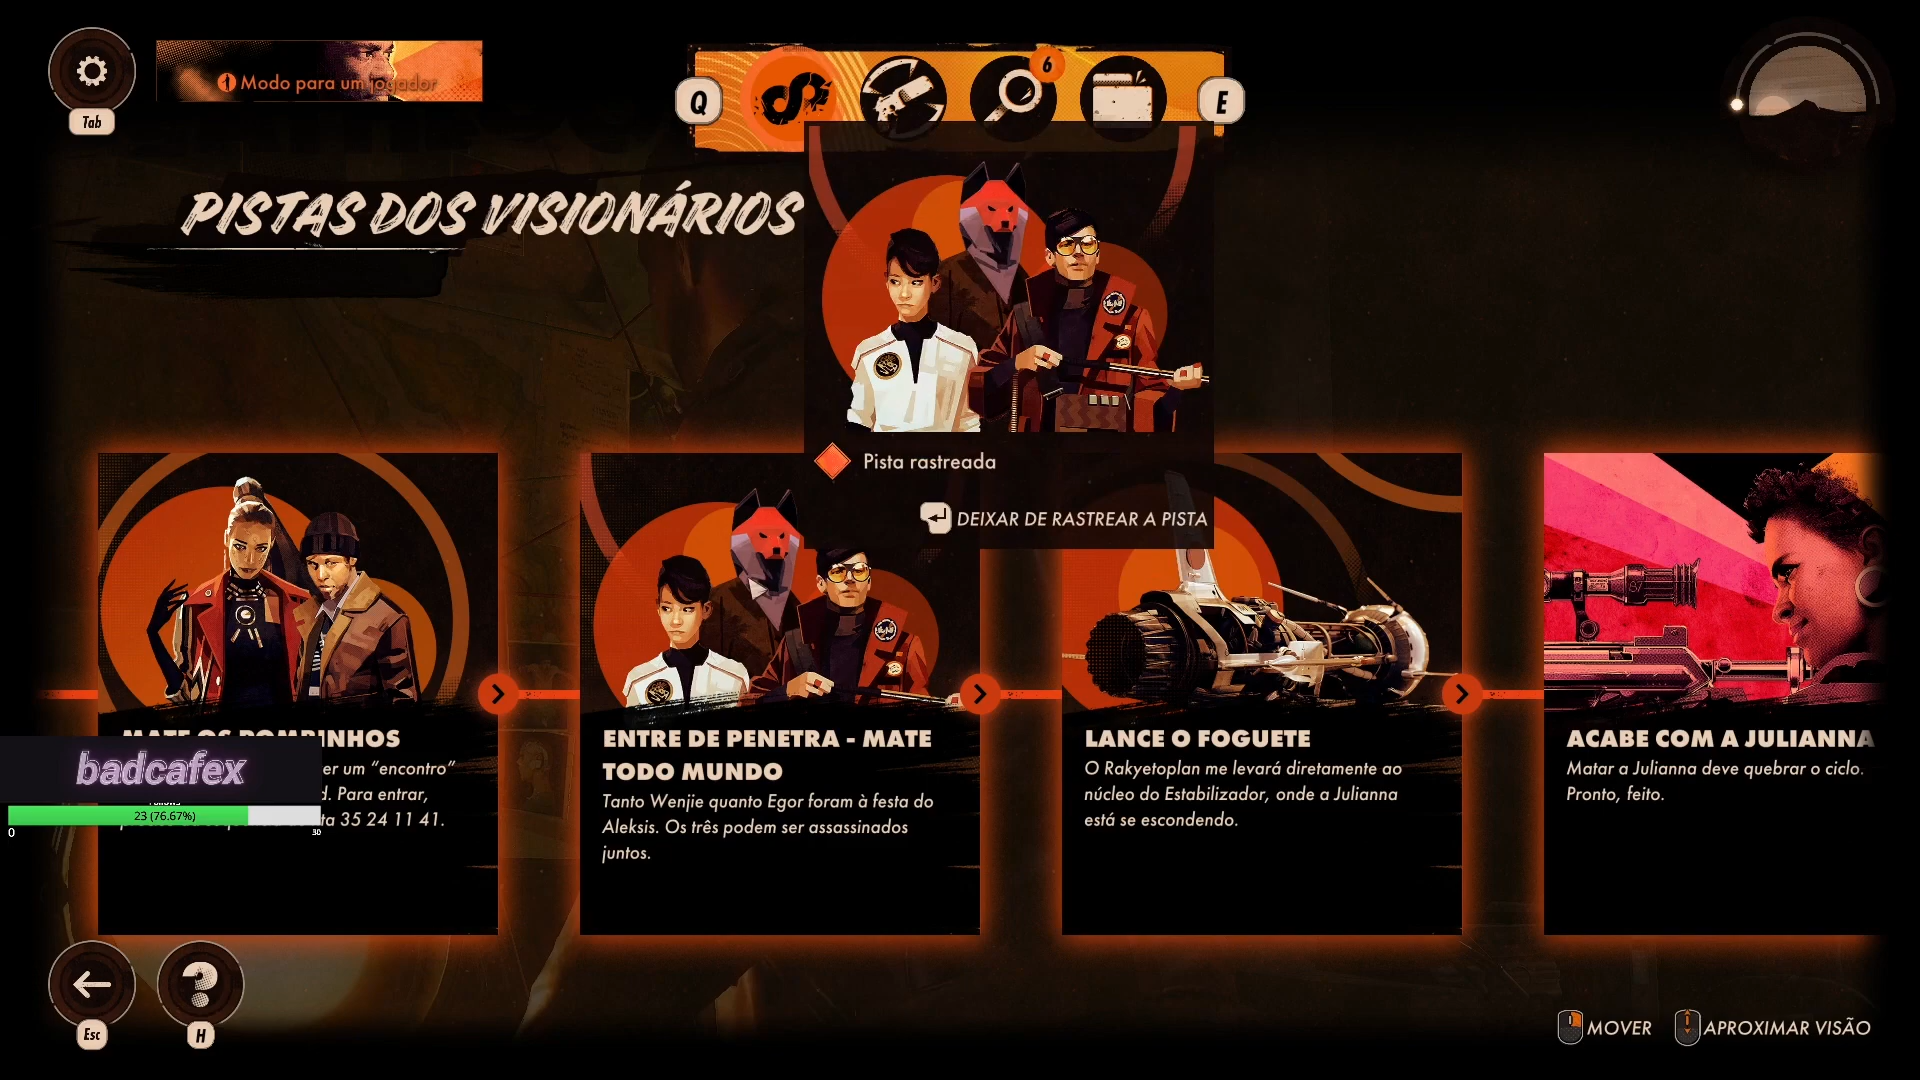 Tab
Modo para um jogador
Q
6
E
PISTAS DOS VISIONÁRIOS
Pista rastreada
DEIXAR DE RASTREAR A PISTA
MATE OS POMBINHOS
er um “encontro”
d. Para entrar,
ta 35 24 11 41.
ENTRE DE PENETRA - MATE
TODO MUNDO
Tanto Wenjie quanto Egor foram à festa do
Aleksis. Os três podem ser assassinados
juntos.
LANCE O FOGUETE
O Rakyetoplan me levará diretamente ao
núcleo do Estabilizador, onde a Julianna
está se escondendo.
ACABE COM A JULIANNA
Matar a Julianna deve quebrar o ciclo.
Pronto, feito.
badcafex
23 (76.67%)
0
30
Esc
?
H
MOVER
APROXIMAR VISÃO